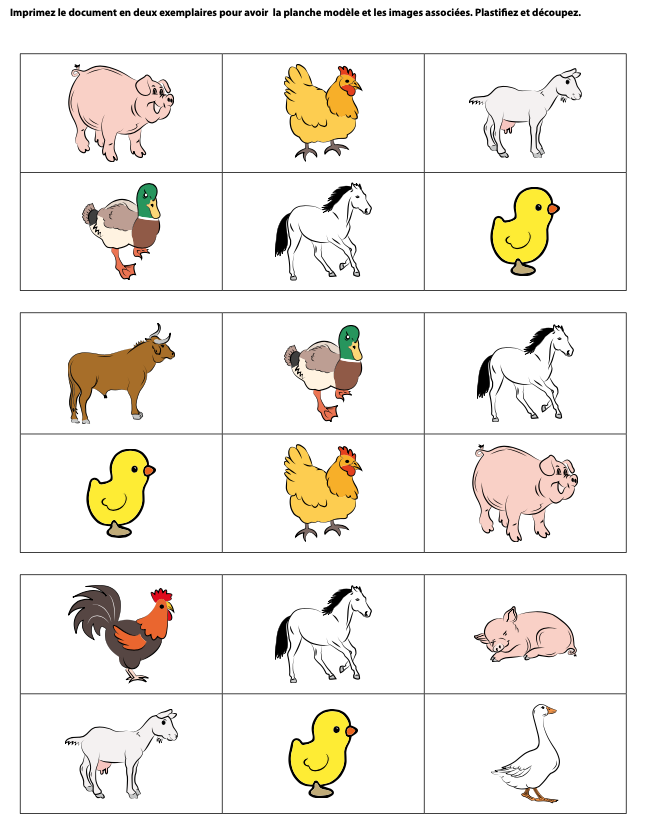 Imprimez le document en deux exemplaires pour avoir  la planche modèle et les images associées. Plastifiez et découpez.